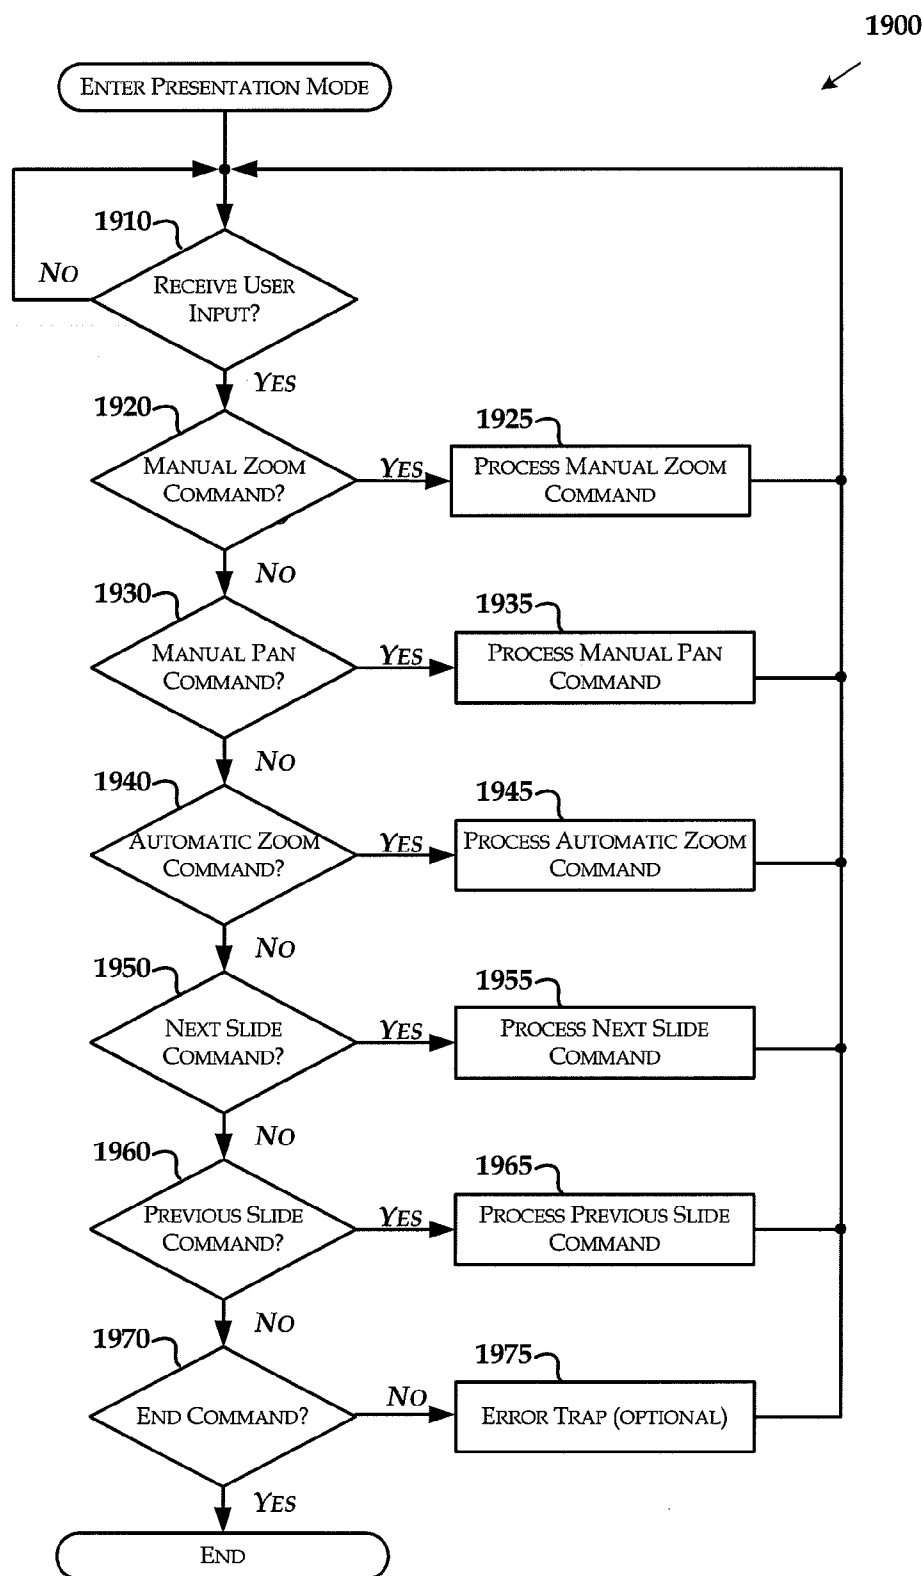 1900
ENTER PRESENTATION MODE
1910
NO
RECEIVE USER
INPUT?
YES
1920
MANUAL ZOOM
COMMAND?
YES
1925
PROCESS MANUAL ZOOM
COMMAND
NO
1930
MANUAL PAN
COMMAND?
YES
1935
PROCESS MANUAL PAN
COMMAND
NO
1940
AUTOMATIC ZOOM
COMMAND?
YES
1945
PROCESS AUTOMATIC ZOOM
COMMAND
NO
1950
NEXT SLIDE
COMMAND?
YES
1955
PROCESS NEXT SLIDE
COMMAND
NO
1960
PREVIOUS SLIDE
COMMAND?
YES
1965
PROCESS PREVIOUS SLIDE
COMMAND
NO
1970
END COMMAND?
NO
1975
ERROR TRAP (OPTIONAL)
YES
END